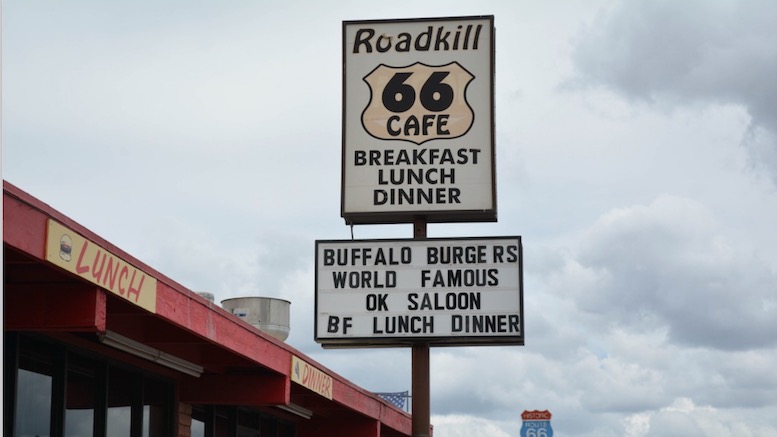 Roadkill
66
CAFE
BREAKFAST
LUNCH
DINNER
BUFFALO BURGERS
WORLD FAMOUS
OK SALOON
BF LUNCH DINNER
LUNCH
DINNER
HISTORIC
ROUTE
66